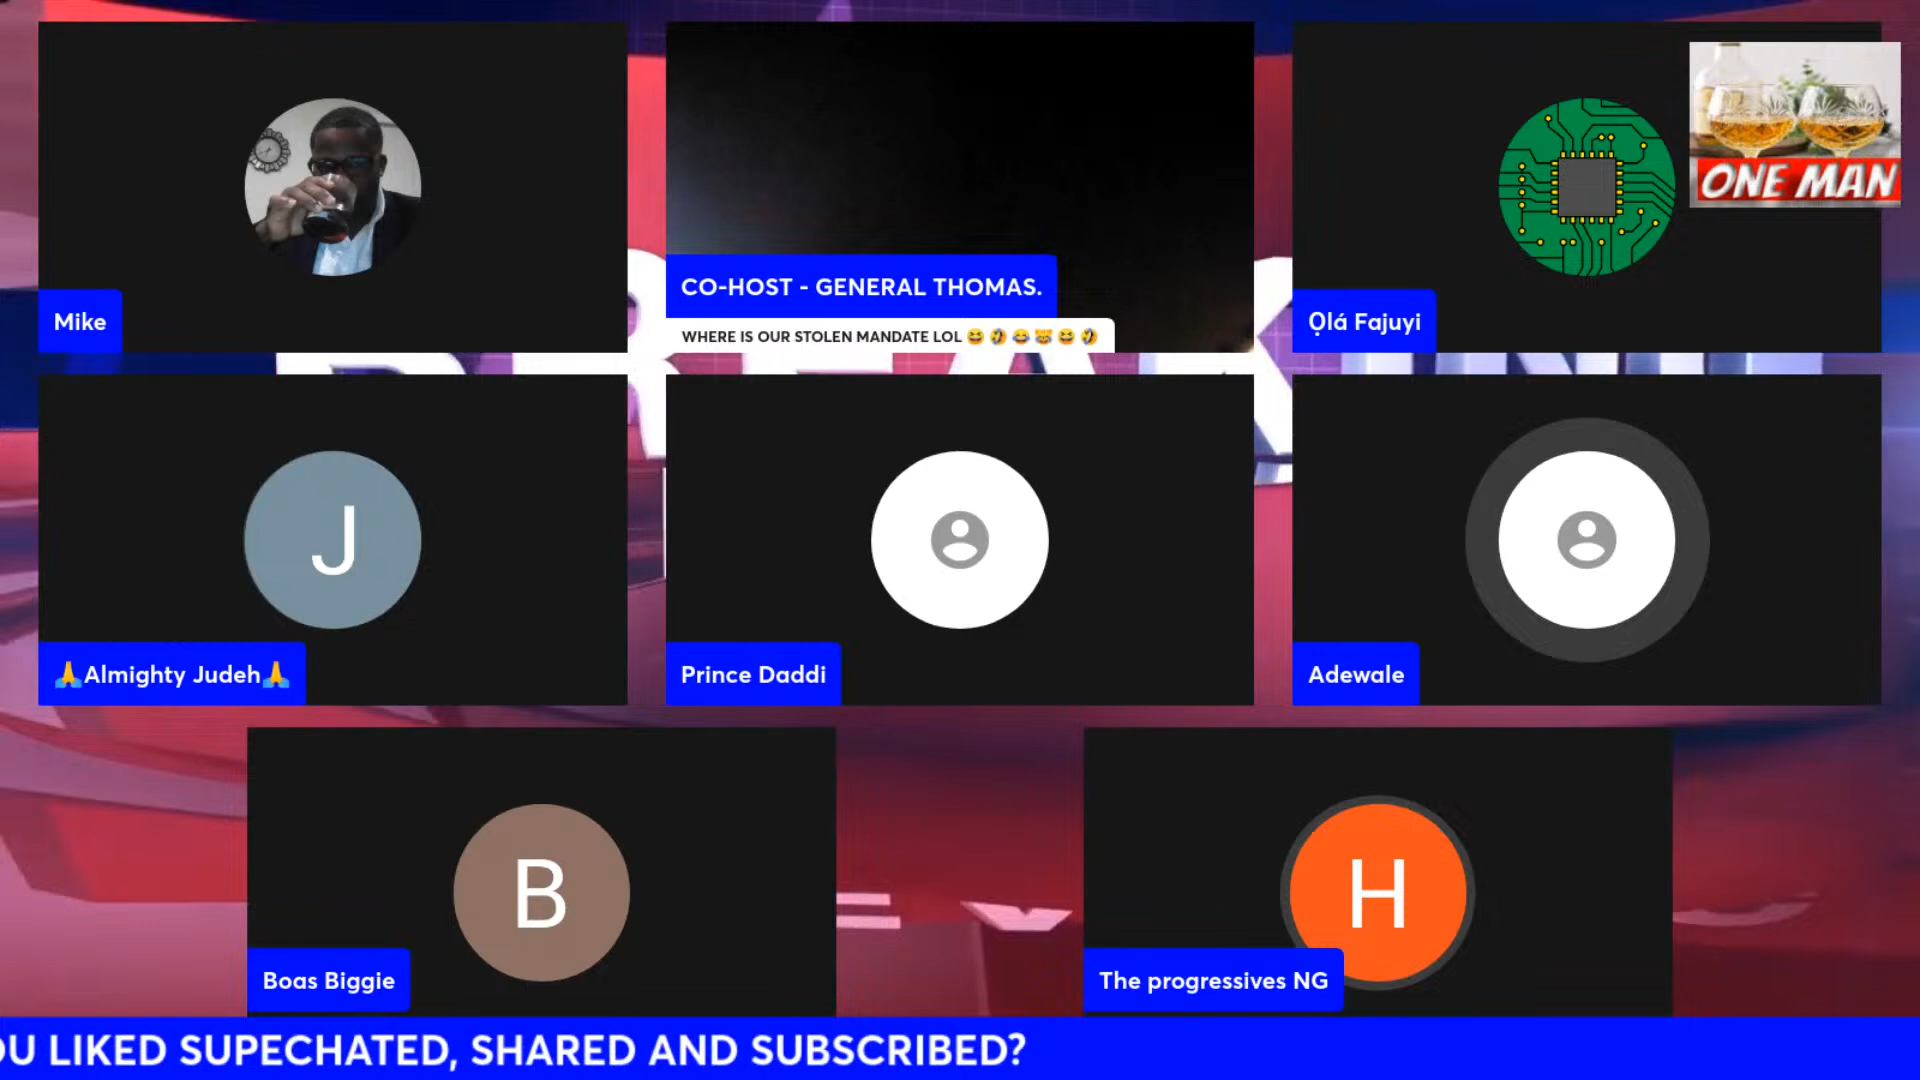 ONE MAN
Mike
CO-HOST - GENERAL THOMAS.
WHERE IS OUR STOLEN MANDATE LOL 😆 🤣 😂 😹 😆 🤣
Ọlá Fajuyi
J
🙏Almighty Judeh🙏
Prince Daddi
Adewale
B
Boas Biggie
H
The progressives NG
OU LIKED SUPECHATED, SHARED AND SUBSCRIBED?